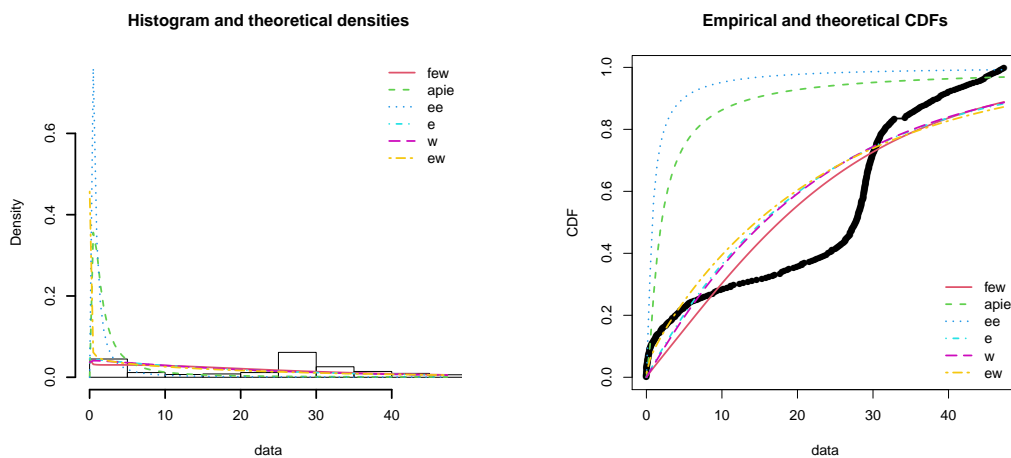 Histogram and theoretical densities
few
apie
ee
e
w
ew
Density
0.0
0.2
0.4
0.6
0
10
20
30
40
data
Empirical and theoretical CDFs
CDF
0.0
0.2
0.4
0.6
0.8
1.0
few
apie
ee
e
w
ew
0
10
20
30
40
data